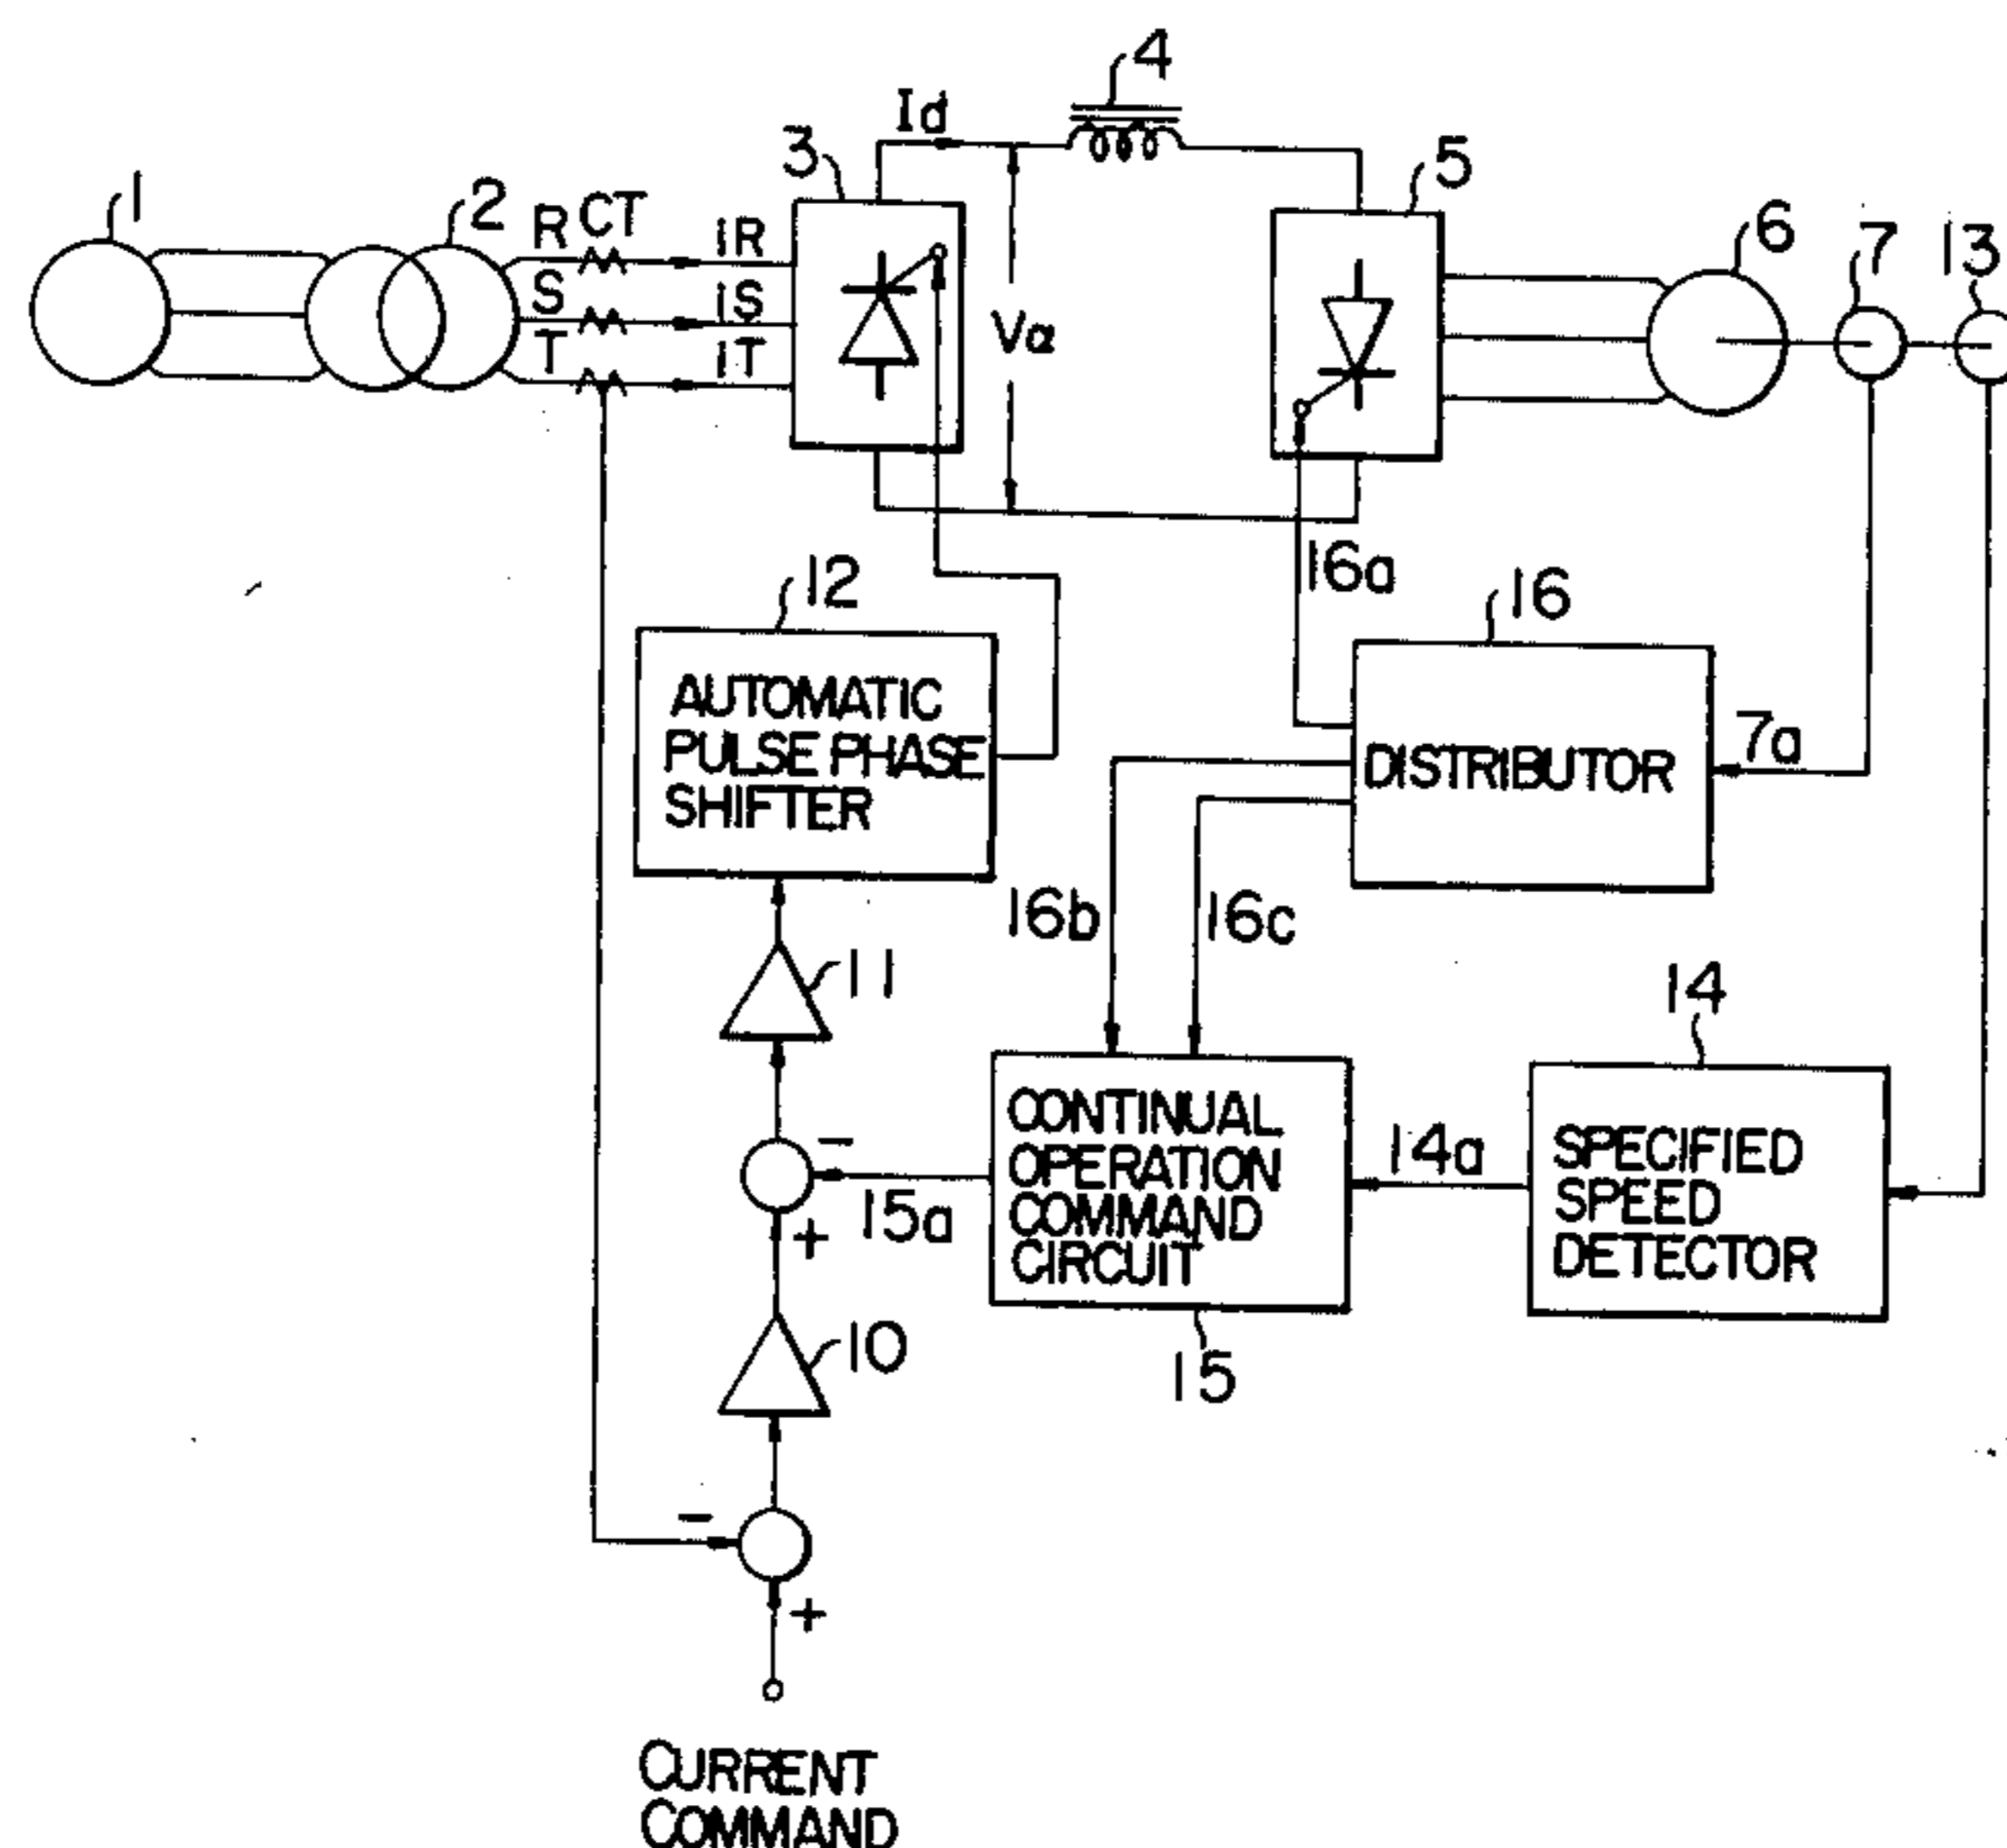 4
Id
3
5
1
2
R CT
iR
6
7
13
S
iS
Vα
T
iT
16a
12
16
AUTOMATIC
PULSE PHASE
SHIFTER
7a
DISTRIBUTOR
16b
16c
11
14
CONTINUAL
OPERATION
COMMAND
CIRCUIT
14a
SPECIFIED
SPEED
DETECTOR
−
15a
+
10
15
−
+
CURRENT
COMMAND